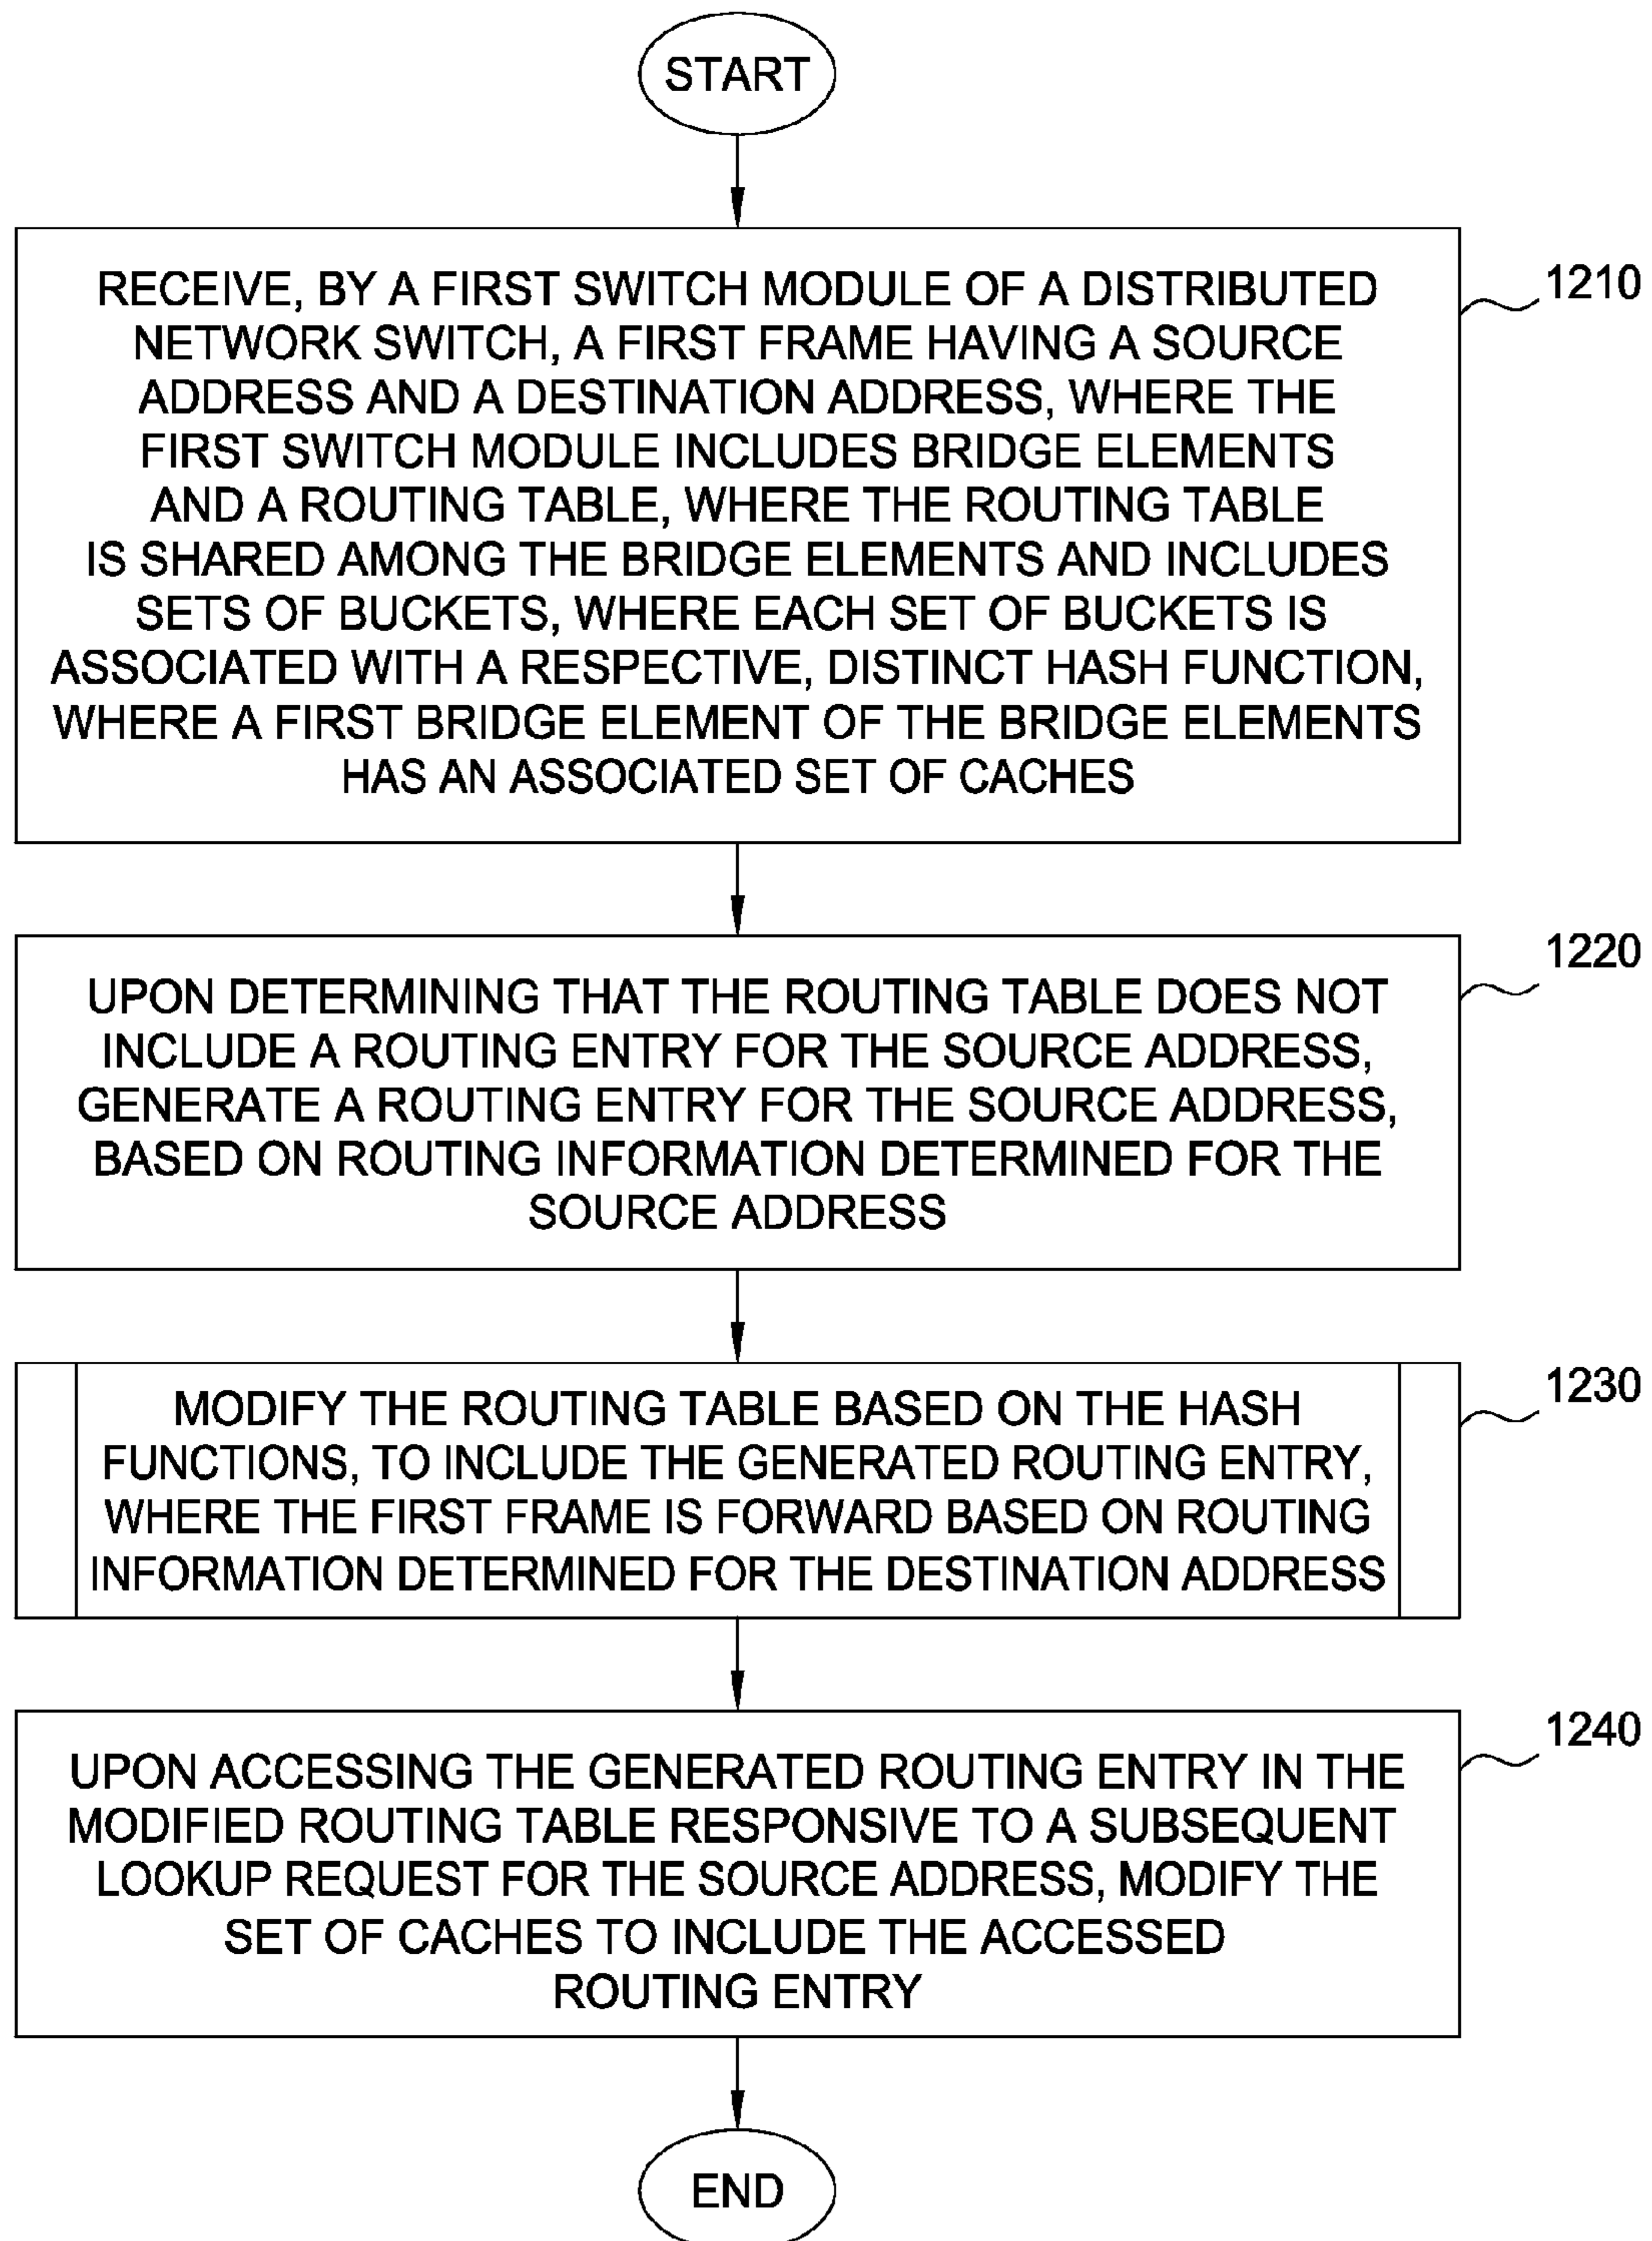 START
RECEIVE, BY A FIRST SWITCH MODULE OF A DISTRIBUTED
NETWORK SWITCH, A FIRST FRAME HAVING A SOURCE
ADDRESS AND A DESTINATION ADDRESS, WHERE THE
FIRST SWITCH MODULE INCLUDES BRIDGE ELEMENTS
AND A ROUTING TABLE, WHERE THE ROUTING TABLE
IS SHARED AMONG THE BRIDGE ELEMENTS AND INCLUDES
SETS OF BUCKETS, WHERE EACH SET OF BUCKETS IS
ASSOCIATED WITH A RESPECTIVE, DISTINCT HASH FUNCTION,
WHERE A FIRST BRIDGE ELEMENT OF THE BRIDGE ELEMENTS
HAS AN ASSOCIATED SET OF CACHES
1210
UPON DETERMINING THAT THE ROUTING TABLE DOES NOT
INCLUDE A ROUTING ENTRY FOR THE SOURCE ADDRESS,
GENERATE A ROUTING ENTRY FOR THE SOURCE ADDRESS,
BASED ON ROUTING INFORMATION DETERMINED FOR THE
SOURCE ADDRESS
1220
MODIFY THE ROUTING TABLE BASED ON THE HASH
FUNCTIONS, TO INCLUDE THE GENERATED ROUTING ENTRY,
WHERE THE FIRST FRAME IS FORWARD BASED ON ROUTING
INFORMATION DETERMINED FOR THE DESTINATION ADDRESS
1230
UPON ACCESSING THE GENERATED ROUTING ENTRY IN THE
MODIFIED ROUTING TABLE RESPONSIVE TO A SUBSEQUENT
LOOKUP REQUEST FOR THE SOURCE ADDRESS, MODIFY THE
SET OF CACHES TO INCLUDE THE ACCESSED
ROUTING ENTRY
1240
END